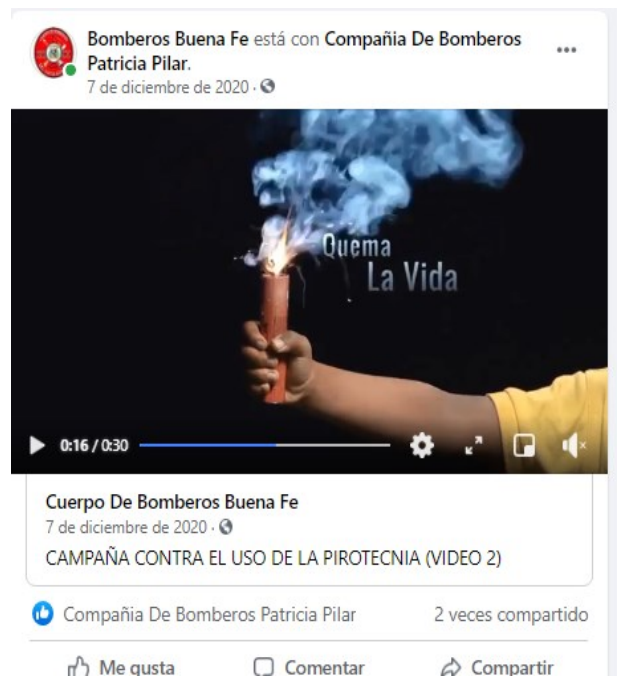 Bomberos Buena Fe está con Compañia De Bomberos
Patricia Pilar.
7 de diciembre de 2020 ·
Quema
La Vida
0:16 / 0:30
Cuerpo De Bomberos Buena Fe
7 de diciembre de 2020 ·
CAMPAÑA CONTRA EL USO DE LA PIROTECNIA (VIDEO 2)
Compañia De Bomberos Patricia Pilar 2 veces compartido
Me gusta Comentar Compartir